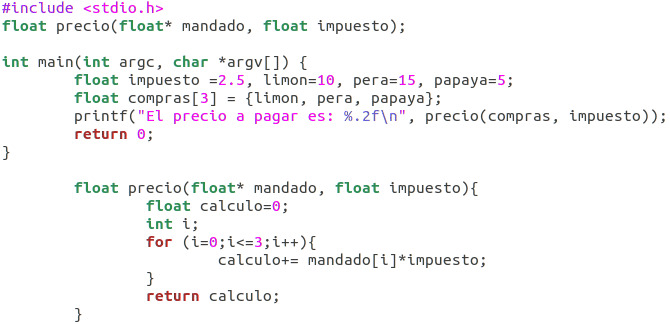 #include <stdio.h>
float precio(float* mandado, float impuesto);

int main(int argc, char *argv[]) {
        float impuesto =2.5, limon=10, pera=15, papaya=5;
        float compras[3] = {limon, pera, papaya};
        printf("El precio a pagar es: %.2f\n", precio(compras, impuesto));
        return 0;
}

        float precio(float* mandado, float impuesto){
                float calculo=0;
                int i;
                for (i=0;i<=3;i++){
                        calculo+= mandado[i]*impuesto;
                }
                return calculo;
        }